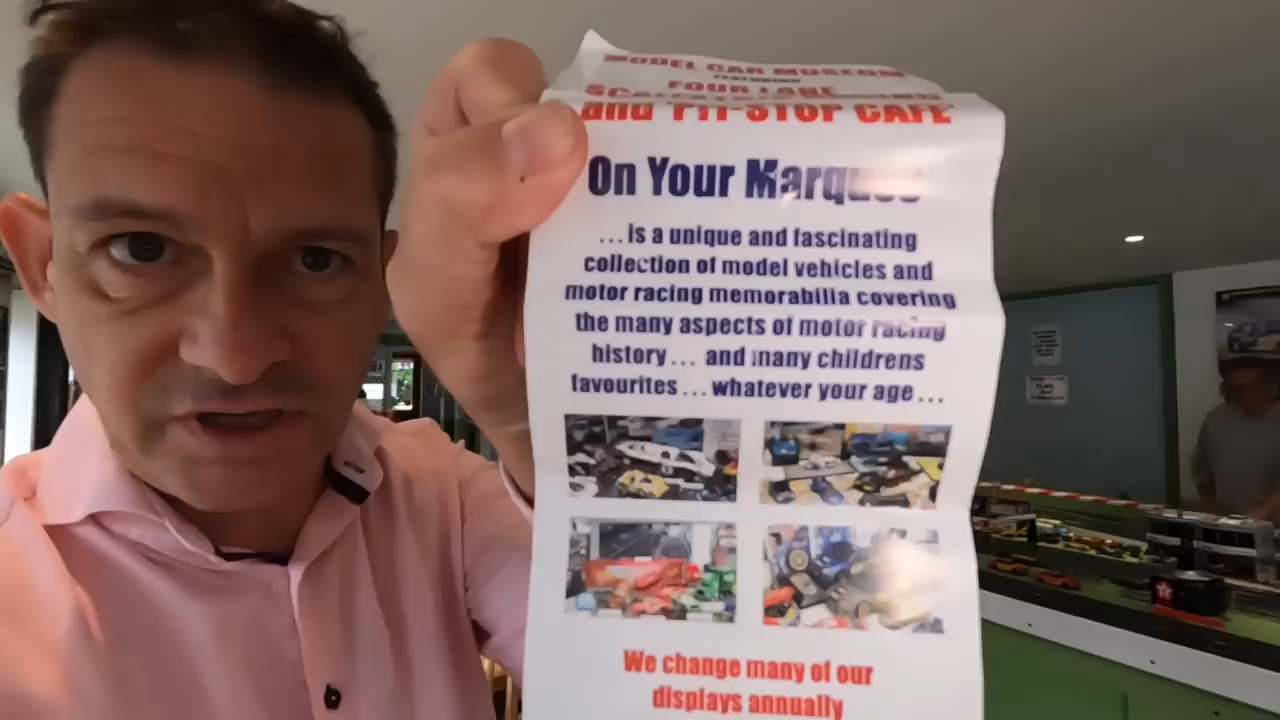 MODEL CAR MUSEUM
FEATURING
FOUR LANE
and PIT-STOP CAFE
On Your Marques
...is a unique and fascinating
collection of model vehicles and
motor racing memorabilia covering
the many aspects of motor racing
history... and many childrens
favourites...whatever your age...
We change many of our
displays annually